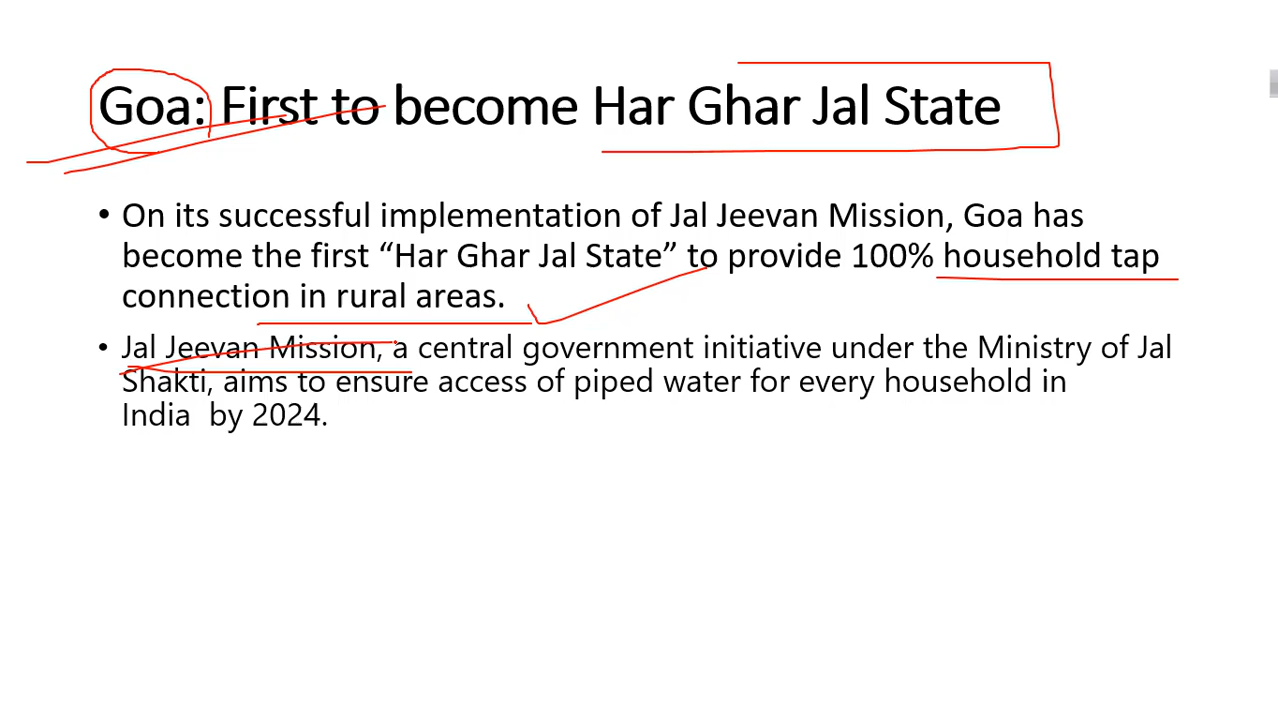 Goa: First to become Har Ghar Jal State
• On its successful implementation of Jal Jeevan Mission, Goa has
become the first “Har Ghar Jal State” to provide 100% household tap
connection in rural areas.
• Jal Jeevan Mission, a central government initiative under the Ministry of Jal
Shakti, aims to ensure access of piped water for every household in
India  by 2024.